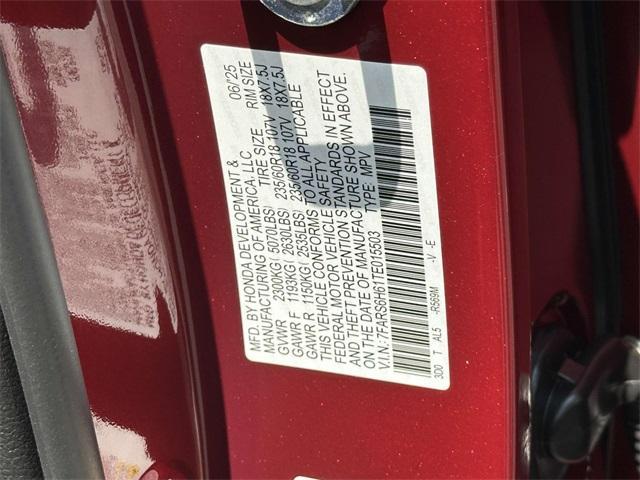 MFD. BY HONDA DEVELOPMENT & 06/'25
MANUFACTURING OF AMERICA, LLC
TIRE SIZE RIM SIZE
GVWR 2300KG( 5070LBS)
GAWR F 1193KG( 2630LBS) 235/60R18 107V 18X7.5J
GAWR R 1150KG( 2535LBS) 235/60R18 107V 18X7.5J
THIS VEHICLE CONFORMS TO ALL APPLICABLE
FEDERAL MOTOR VEHICLE SAFETY
AND THEFT PREVENTION STANDARDS IN EFFECT
ON THE DATE OF MANUFACTURE SHOWN ABOVE.
V.I.N.: 7FARS6H61TE015503 TYPE: MPV
3D0 T AL5 -R569M -V -E